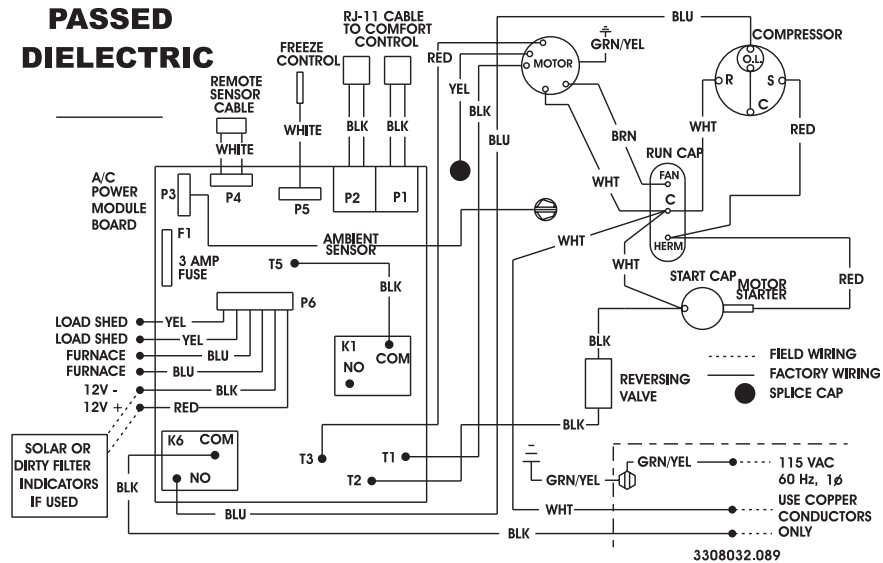 PASSED
DIELECTRIC
RJ-11 CABLE
TO COMFORT
CONTROL
FREEZE
CONTROL
REMOTE
SENSOR
CABLE
WHITE
WHITE
BLK
BLK
RED
YEL
BLK
BLU
BLU
MOTOR
GRN/YEL
COMPRESSOR
O.L.
R
S
C
WHT
RED
BRN
WHT
RUN CAP
FAN
C
HERM
A/C
POWER
MODULE
BOARD
P3
P4
P5
P2
P1
F1
3 AMP
FUSE
AMBIENT
SENSOR
T5
BLK
P6
WHT
WHT
START CAP
MOTOR
STARTER
RED
LOAD SHED
YEL
LOAD SHED
YEL
FURNACE
BLU
FURNACE
BLU
12V -
BLK
12V +
RED
K1
COM
NO
BLK
REVERSING
VALVE
BLK
FIELD WIRING
FACTORY WIRING
SPLICE CAP
SOLAR OR
DIRTY FILTER
INDICATORS
IF USED
K6
COM
NO
BLK
BLU
T3
T1
T2
GRN/YEL
GRN/YEL
WHT
BLK
115 VAC
60 Hz, 1ø
USE COPPER
CONDUCTORS
ONLY
3308032.089